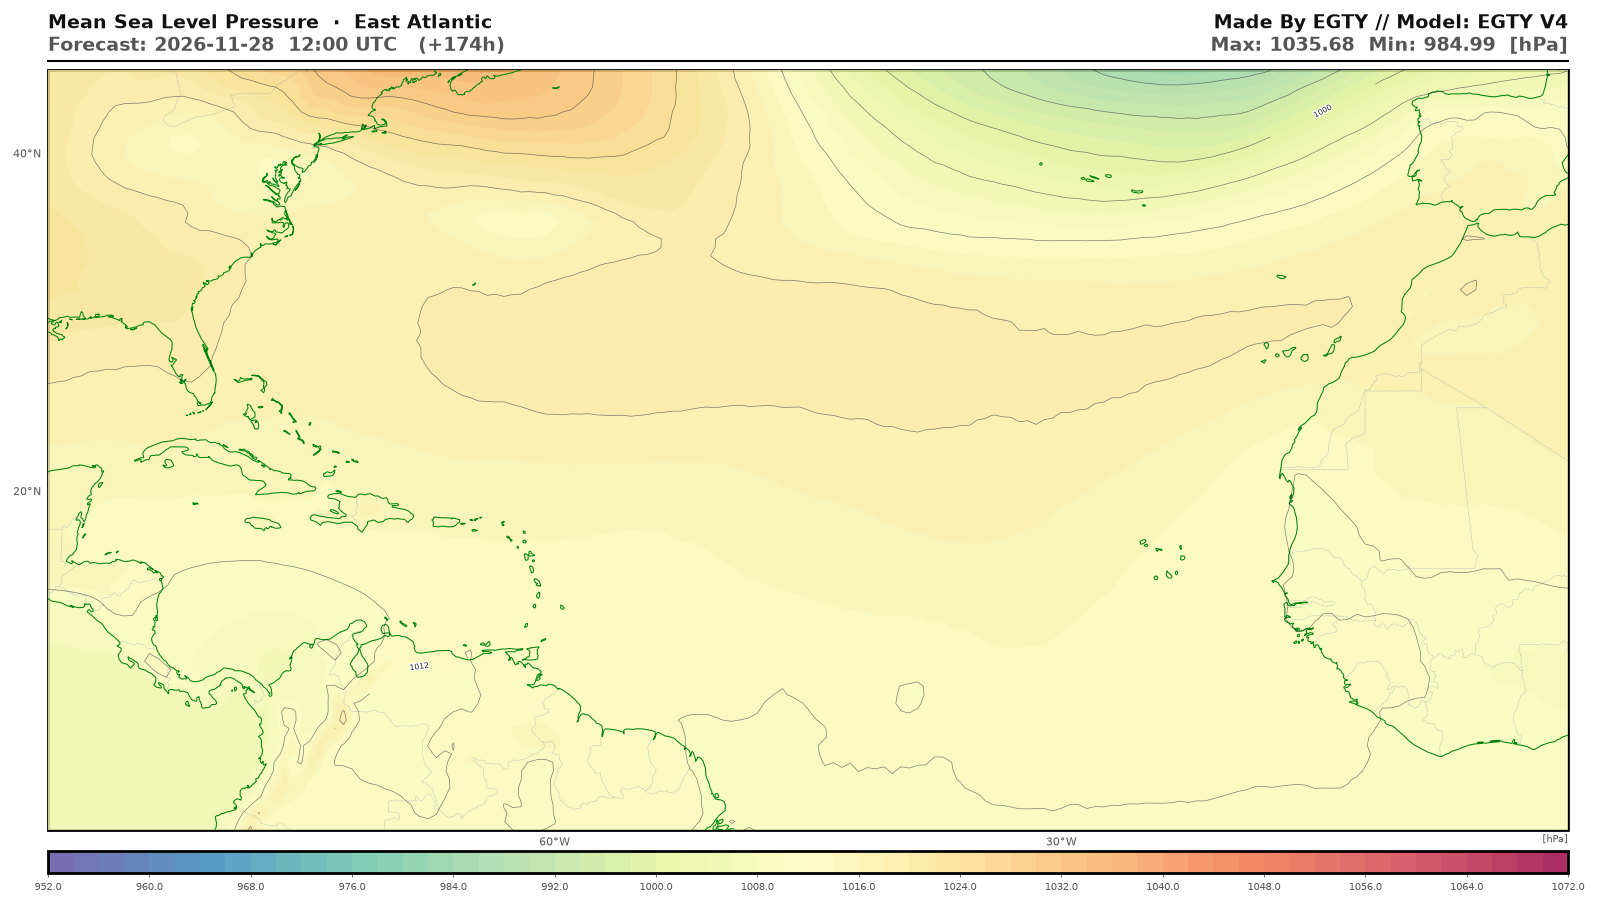 Mean Sea Level Pressure · East Atlantic
Made By EGTY // Model: EGTY V4
Forecast: 2026-11-28 12:00 UTC (+174h)
Max: 1035.68 Min: 984.99 [hPa]
1000
40°N
20°N
1012
60°W
30°W
[hPa]
952.0 960.0 968.0 976.0 984.0 992.0 1000.0 1008.0 1016.0 1024.0 1032.0 1040.0 1048.0 1056.0 1064.0 1072.0